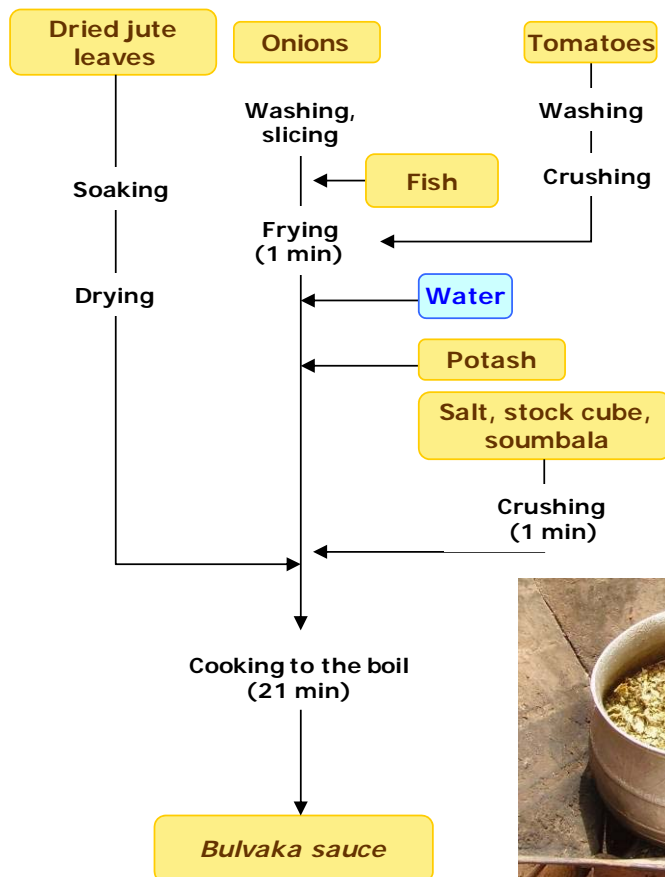 Dried jute
leaves
Onions
Tomatoes
Washing,
slicing
Washing
Fish
Crushing
Soaking
Frying
(1 min)
Drying
Water
Potash
Salt, stock cube,
soumbala
Crushing
(1 min)
Cooking to the boil
(21 min)
Bulvaka sauce